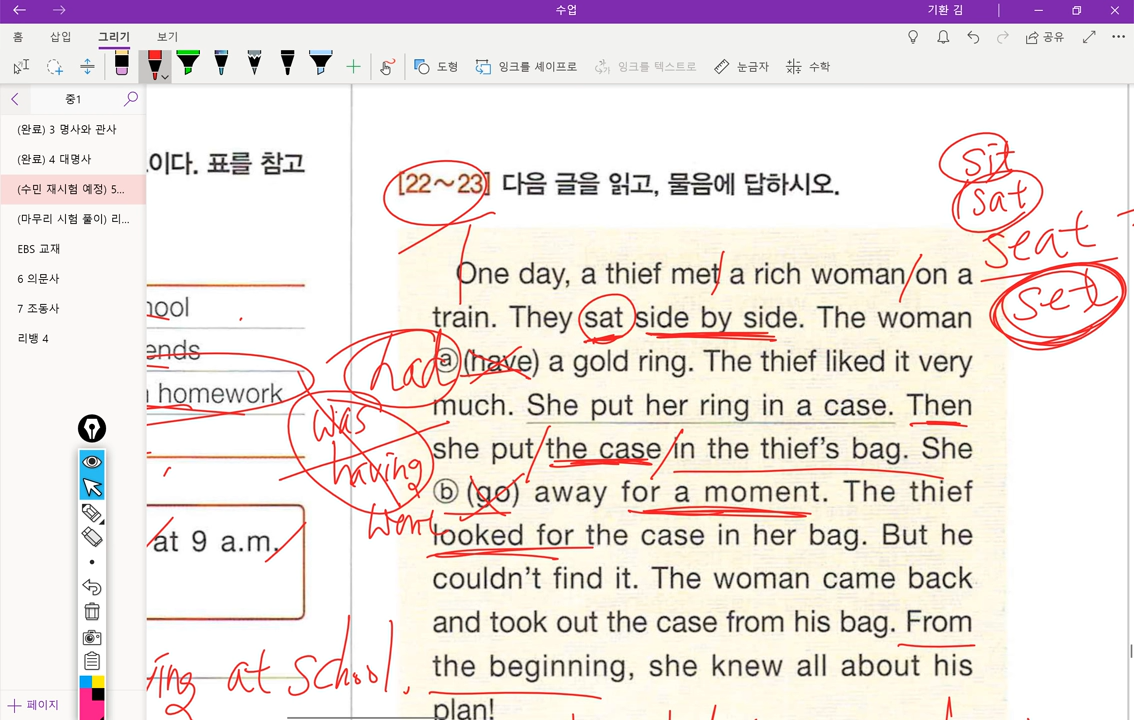 수업
기환 김
홈 삽입 그리기 보기
공유
도형 잉크를 셰이프로 잉크를 텍스트로 눈금자 수학
중1
(완료) 3 명사와 관사
(완료) 4 대명사
(수민 재시험 예정) 5...
(마무리 시험 풀이) 리...
EBS 교재
6 의문사
7 조동사
리뱅 4
페이지
이다. 표를 참고
hool
ends
homework
at 9 a.m.
ving at school.
[22~23] 다음 글을 읽고, 물음에 답하시오.
sit
sat
seat
set
One day, a thief met a rich woman on a
train. They sat side by side. The woman
had
ⓐ (have) a gold ring. The thief liked it very
much. She put her ring in a case. Then
was
having
she put the case in the thief's bag. She
went
ⓑ (go) away for a moment. The thief
looked for the case in her bag. But he
couldn't find it. The woman came back
and took out the case from his bag. From
the beginning, she knew all about his
plan!